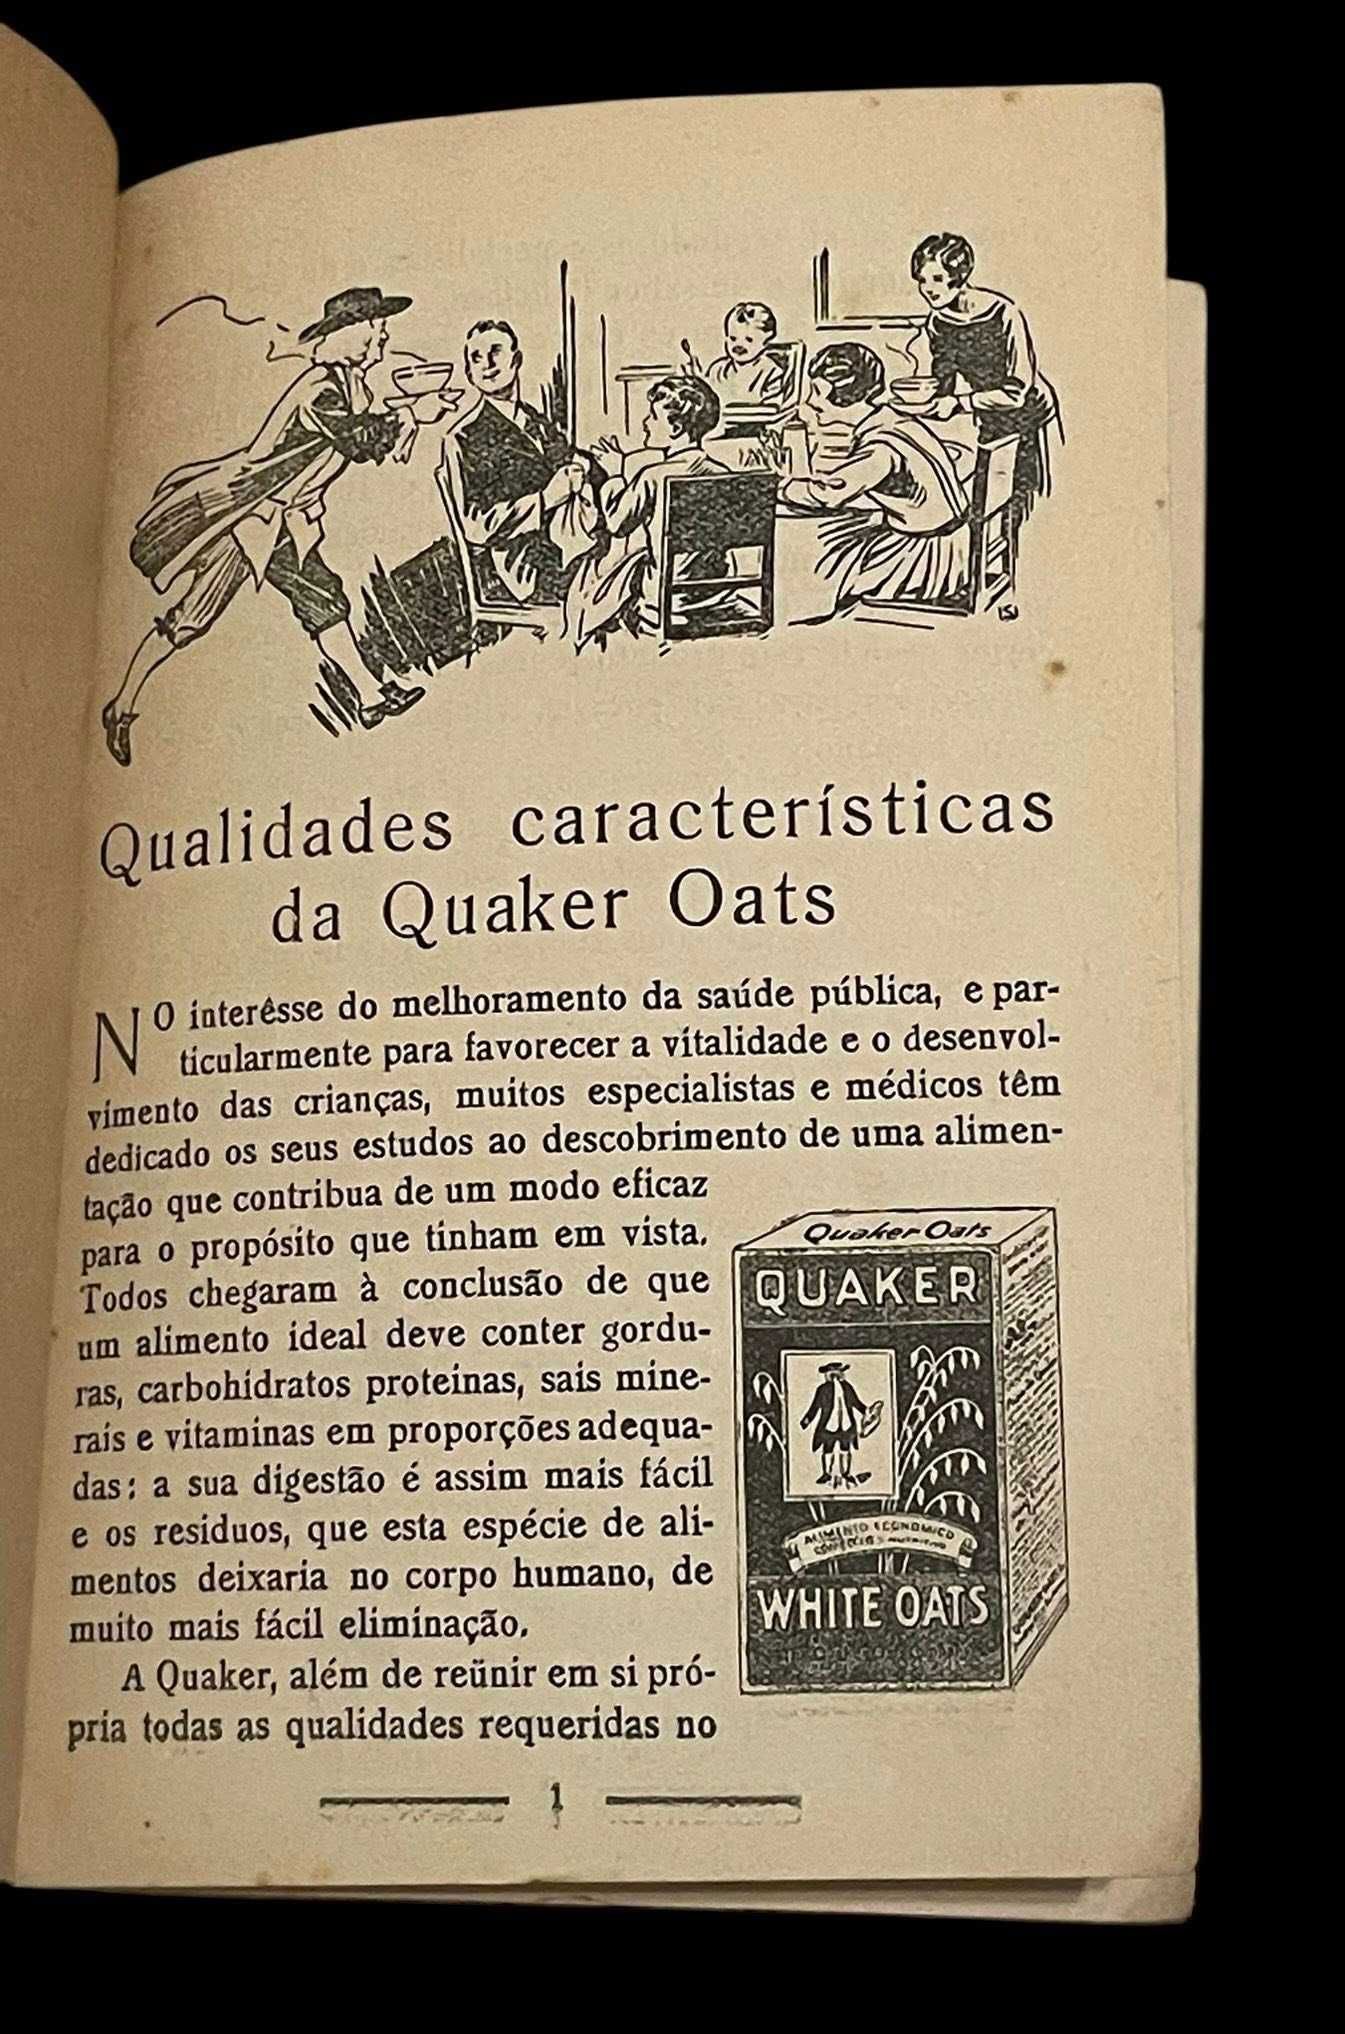 Qualidades características
da Quaker Oats
NO interêsse do melhoramento da saúde pública, e par-
ticularmente para favorecer a vitalidade e o desenvol-
vimento das crianças, muitos especialistas e médicos têm
dedicado os seus estudos ao descobrimento de uma alimen-
tação que contribua de um modo eficaz
para o propósito que tinham em vista.
Todos chegaram à conclusão de que
um alimento ideal deve conter gordu-
ras, carbohidratos proteinas, sais mine-
rais e vitaminas em proporções adequa-
das: a sua digestão é assim mais fácil
e os residuos, que esta espécie de ali-
mentos deixaria no corpo humano, de
muito mais fácil eliminação.
A Quaker, além de reünir em si pró-
pria todas as qualidades requeridas no
Quaker Oats
QUAKER
ALIMENTO ECONOMICO
WHITE OATS
1